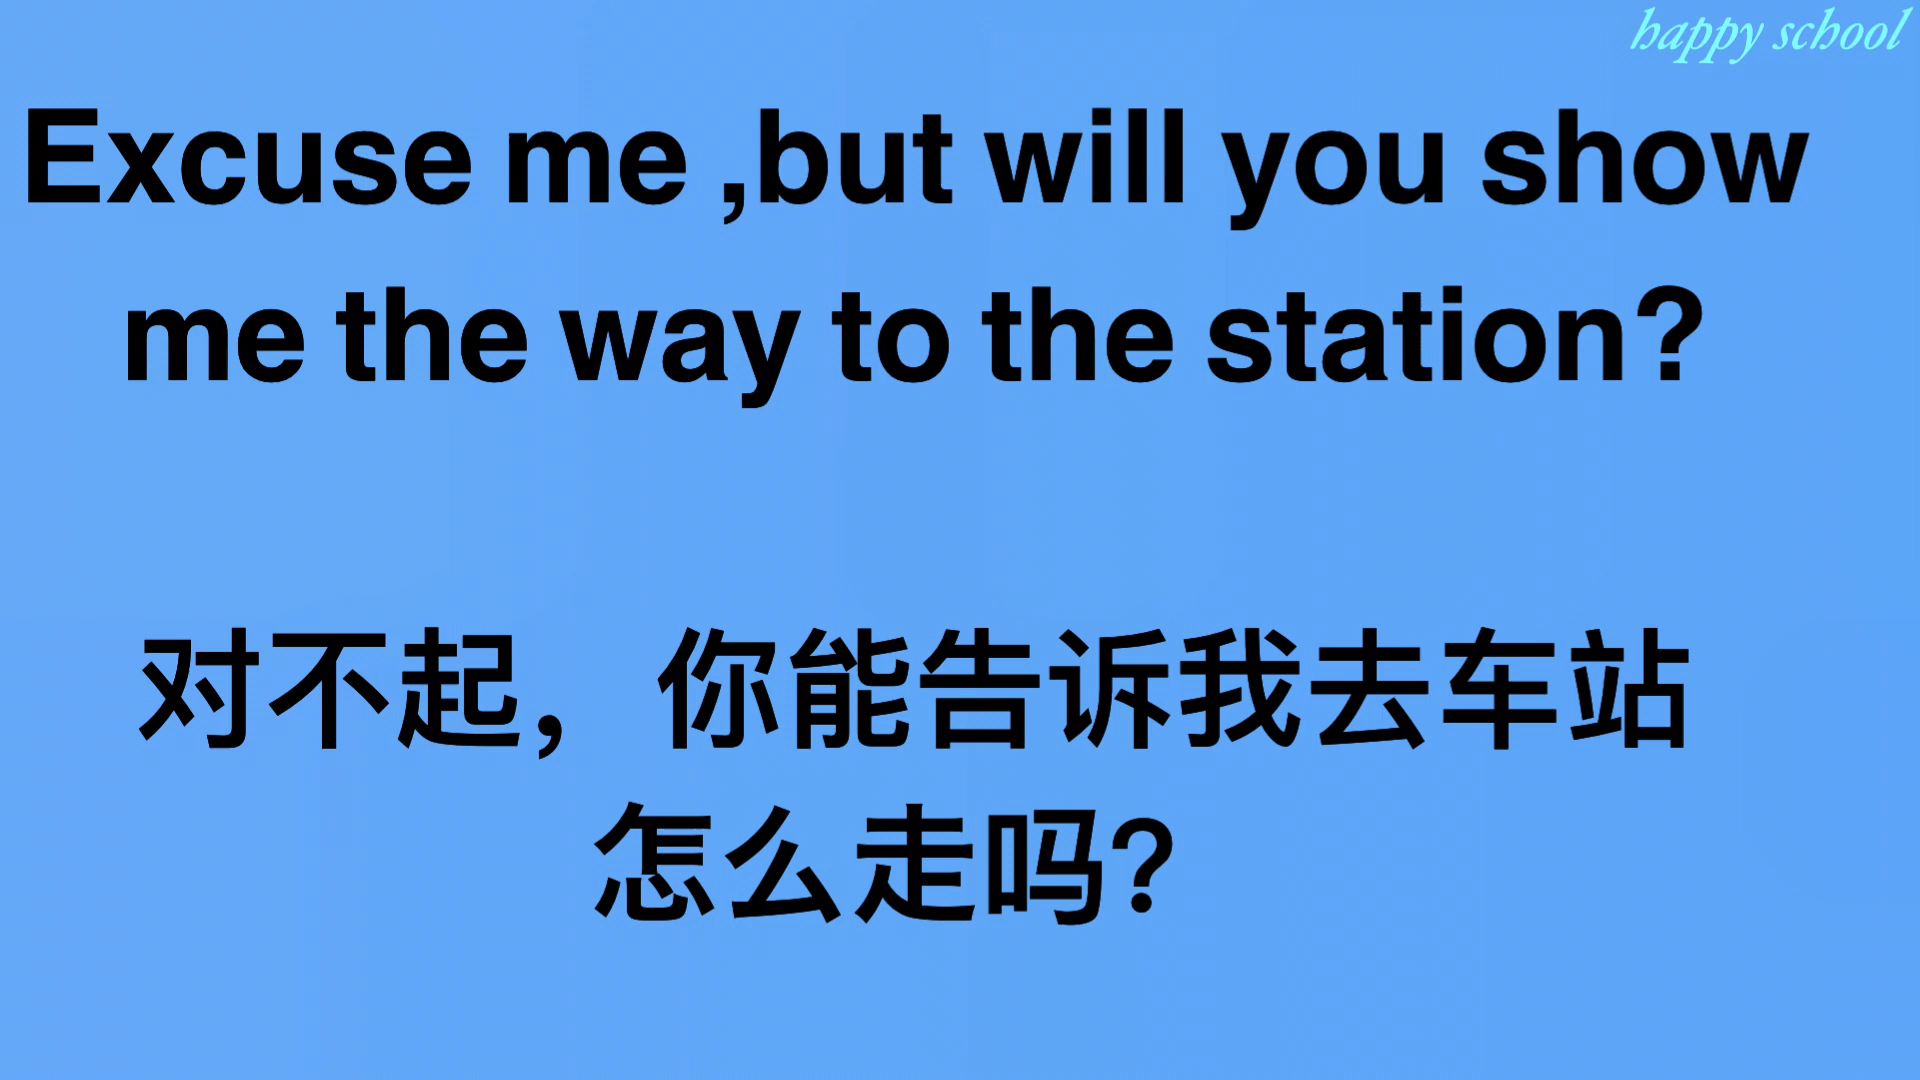 happy school
Excuse me ,but will you show
me the way to the station?
对不起，你能告诉我去车站
怎么走吗？